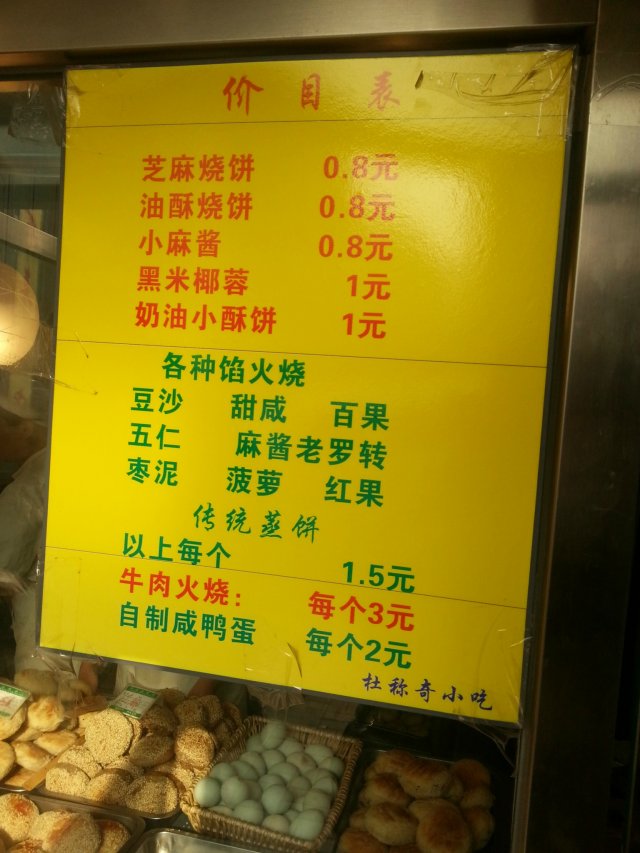 价目表
芝麻烧饼 0.8元
油酥烧饼 0.8元
小麻酱 0.8元
黑米椰蓉 1元
奶油小酥饼 1元
各种馅火烧
豆沙 甜咸 百果
五仁 麻酱老罗转
枣泥 菠萝 红果
传统蒸饼
以上每个 1.5元
牛肉火烧: 每个3元
自制咸鸭蛋 每个2元
杜称奇小吃